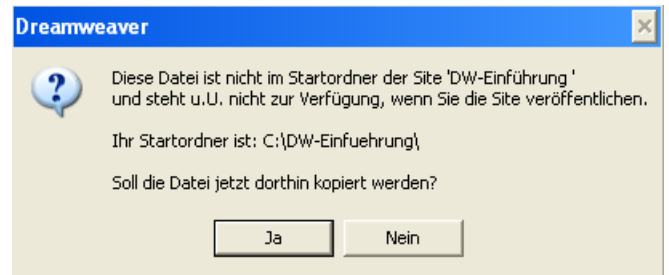 Dreamweaver
Diese Datei ist nicht im Startordner der Site 'DW-Einführung '
und steht u.U. nicht zur Verfügung, wenn Sie die Site veröffentlichen.
Ihr Startordner ist: C:\DW-Einfuehrung\
Soll die Datei jetzt dorthin kopiert werden?
Ja Nein